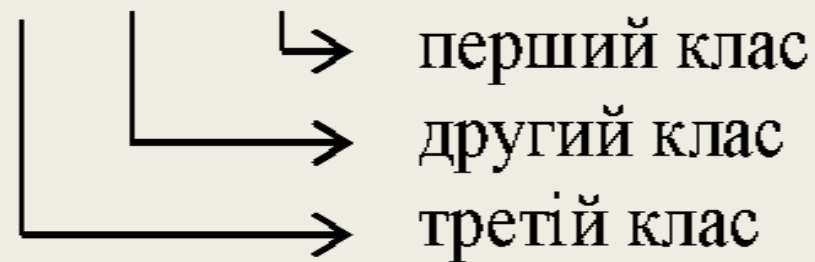 перший клас
другий клас
третій клас